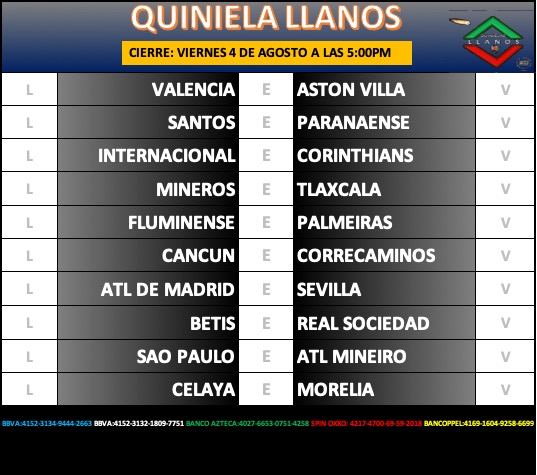 QUINIELA LLANOS
LLANOS
CIERRE: VIERNES 4 DE AGOSTO A LAS 5:00PM
L VALENCIA E ASTON VILLA V
L SANTOS E PARANAENSE V
L INTERNACIONAL E CORINTHIANS V
L MINEROS E TLAXCALA V
L FLUMINENSE E PALMEIRAS V
L CANCUN E CORRECAMINOS V
L ATL DE MADRID E SEVILLA V
L BETIS E REAL SOCIEDAD V
L SAO PAULO E ATL MINEIRO V
L CELAYA E MORELIA V
BBVA:4152-3134-9444-2663 BBVA:4152-3132-1809-7751 BANCO AZTECA:4027-6653-0751-4258 SPIN OXXO: 4217-4700-69-59-2018 BANCOPPEL:4169-1604-9258-6699